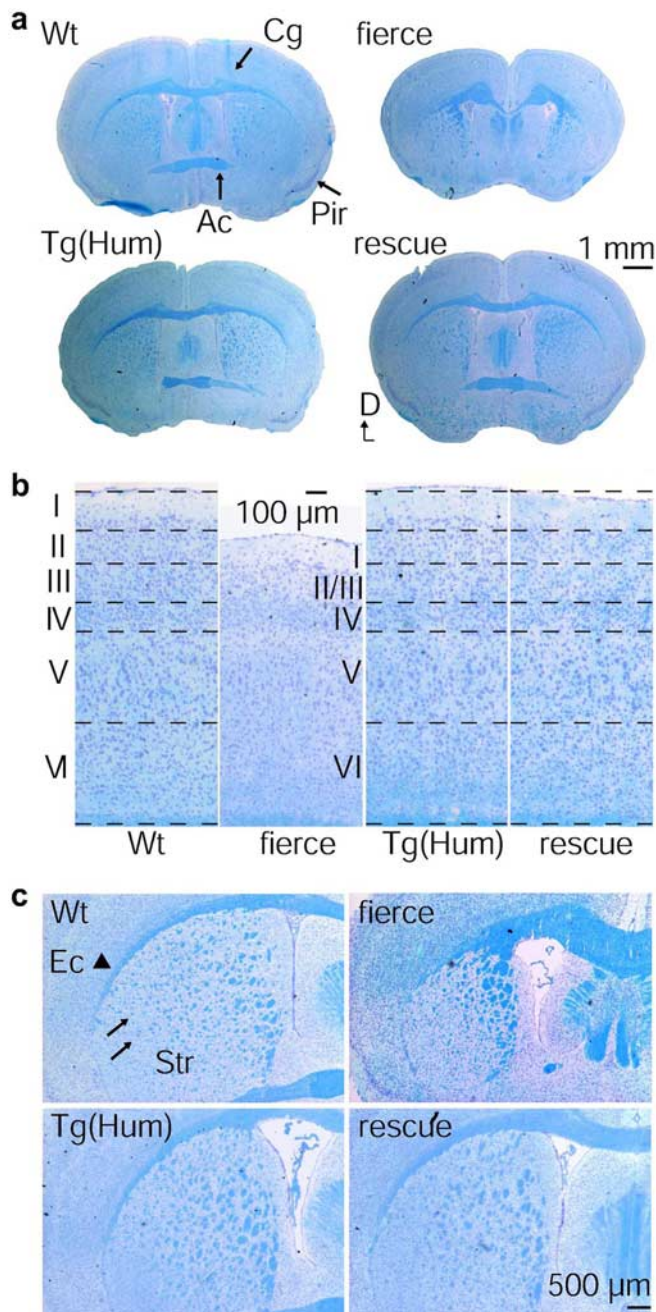 a
Wt
Cg
fierce
Ac
Pir
Tg(Hum)
rescue
1 mm
D
L
b
I
II
III
IV
V
VI
100 µm
I
II/III
IV
V
VI
Wt
fierce
Tg(Hum)
rescue
c
Wt
fierce
Ec
Str
Tg(Hum)
rescue
500 µm